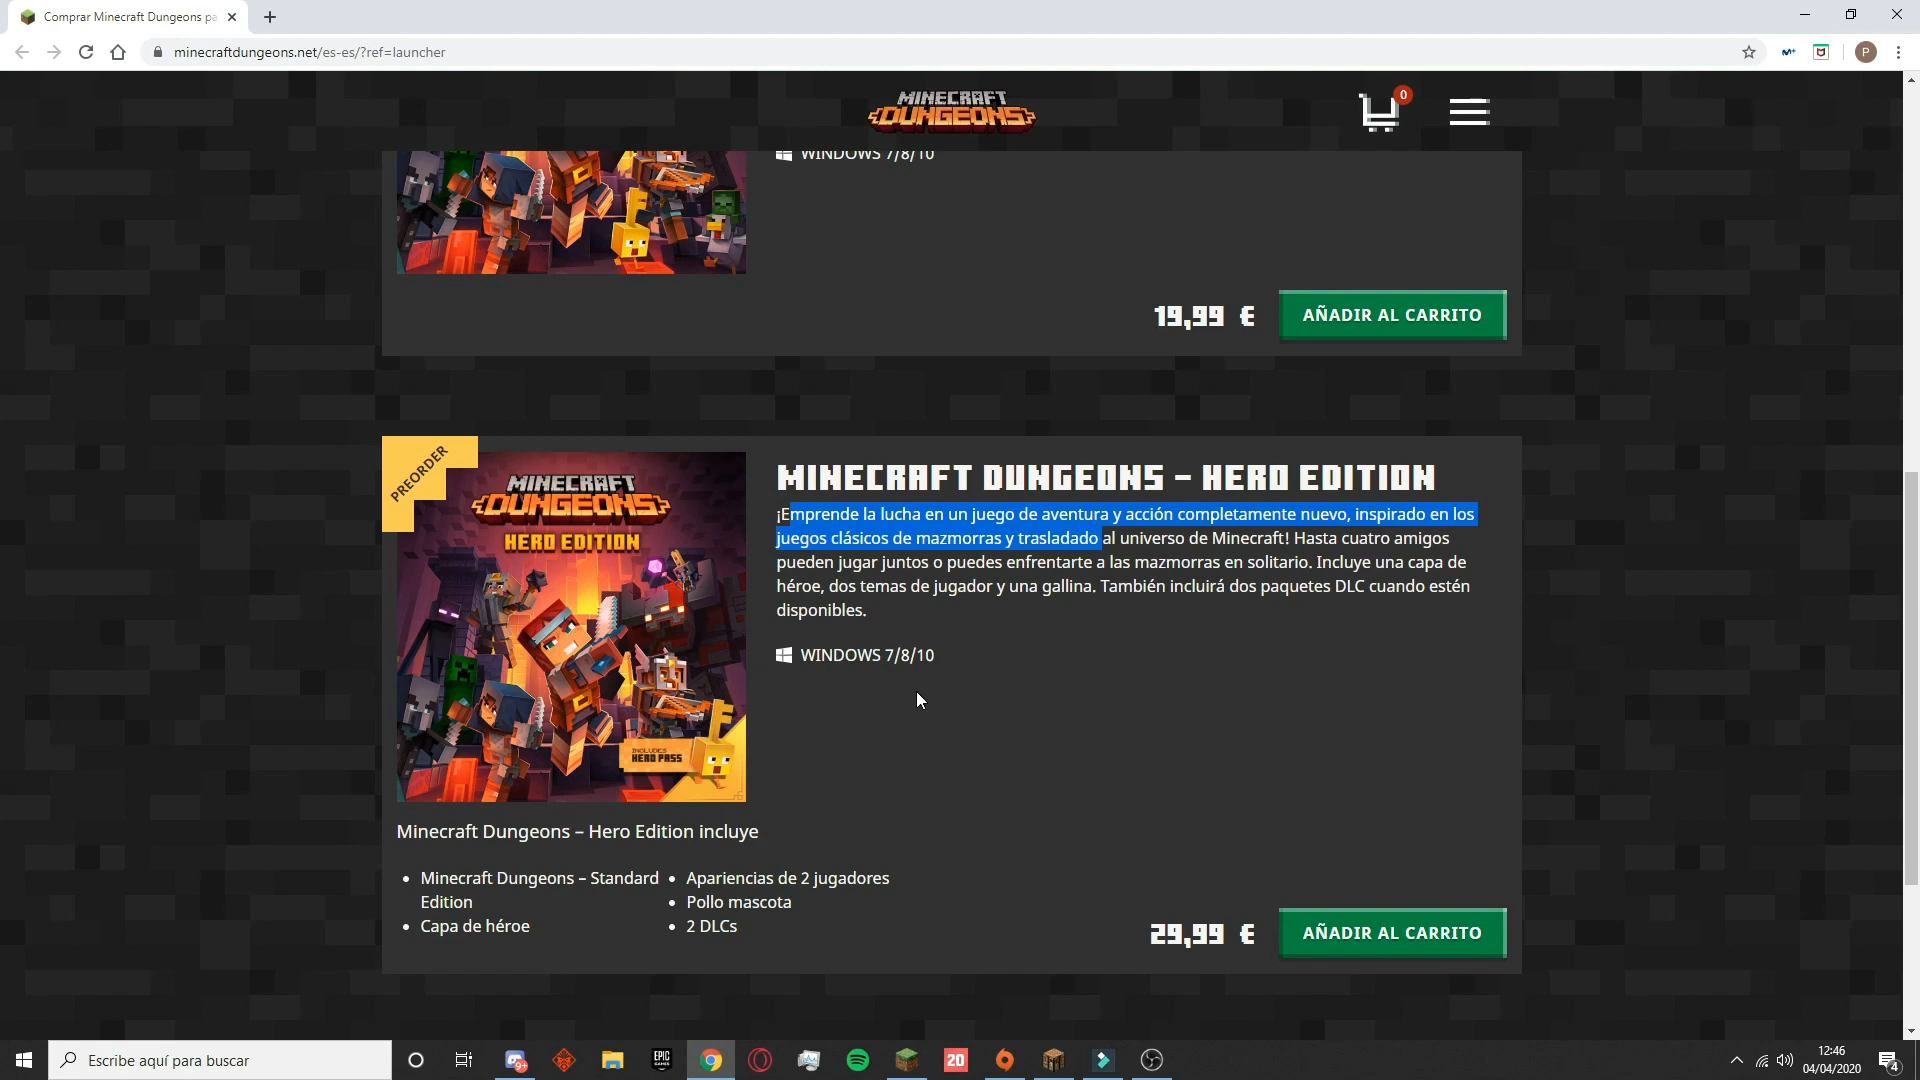 Comprar Minecraft Dungeons pa
minecraftdungeons.net/es-es/?ref=launcher
P
MINECRAFT
DUNGEONS
0
WINDOWS 7/8/10
19,99 €
AÑADIR AL CARRITO
PREORDER
MINECRAFT
DUNGEONS
HERO EDITION
INCLUDES
HERO PASS
MINECRAFT DUNGEONS – HERO EDITION
¡Emprende la lucha en un juego de aventura y acción completamente nuevo, inspirado en los
juegos clásicos de mazmorras y trasladado al universo de Minecraft! Hasta cuatro amigos
pueden jugar juntos o puedes enfrentarte a las mazmorras en solitario. Incluye una capa de
héroe, dos temas de jugador y una gallina. También incluirá dos paquetes DLC cuando estén
disponibles.
WINDOWS 7/8/10
Minecraft Dungeons – Hero Edition incluye
• Minecraft Dungeons – Standard
Edition
• Capa de héroe
• Apariencias de 2 jugadores
• Pollo mascota
• 2 DLCs
29,99 €
AÑADIR AL CARRITO
Escribe aquí para buscar
9+
EPIC
GAMES
20
12:46
04/04/2020
4